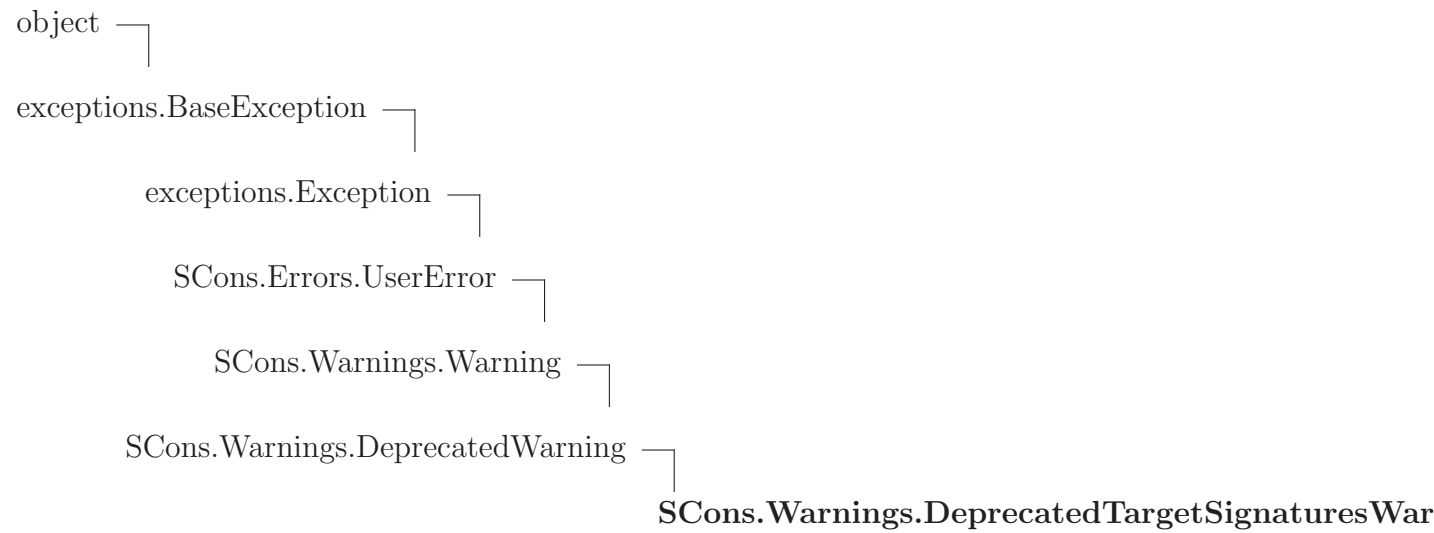 object
exceptions.BaseException
exceptions.Exception
SCons.Errors.UserError
SCons.Warnings.Warning
SCons.Warnings.DeprecatedWarning
SCons.Warnings.DeprecatedTargetSignaturesWar